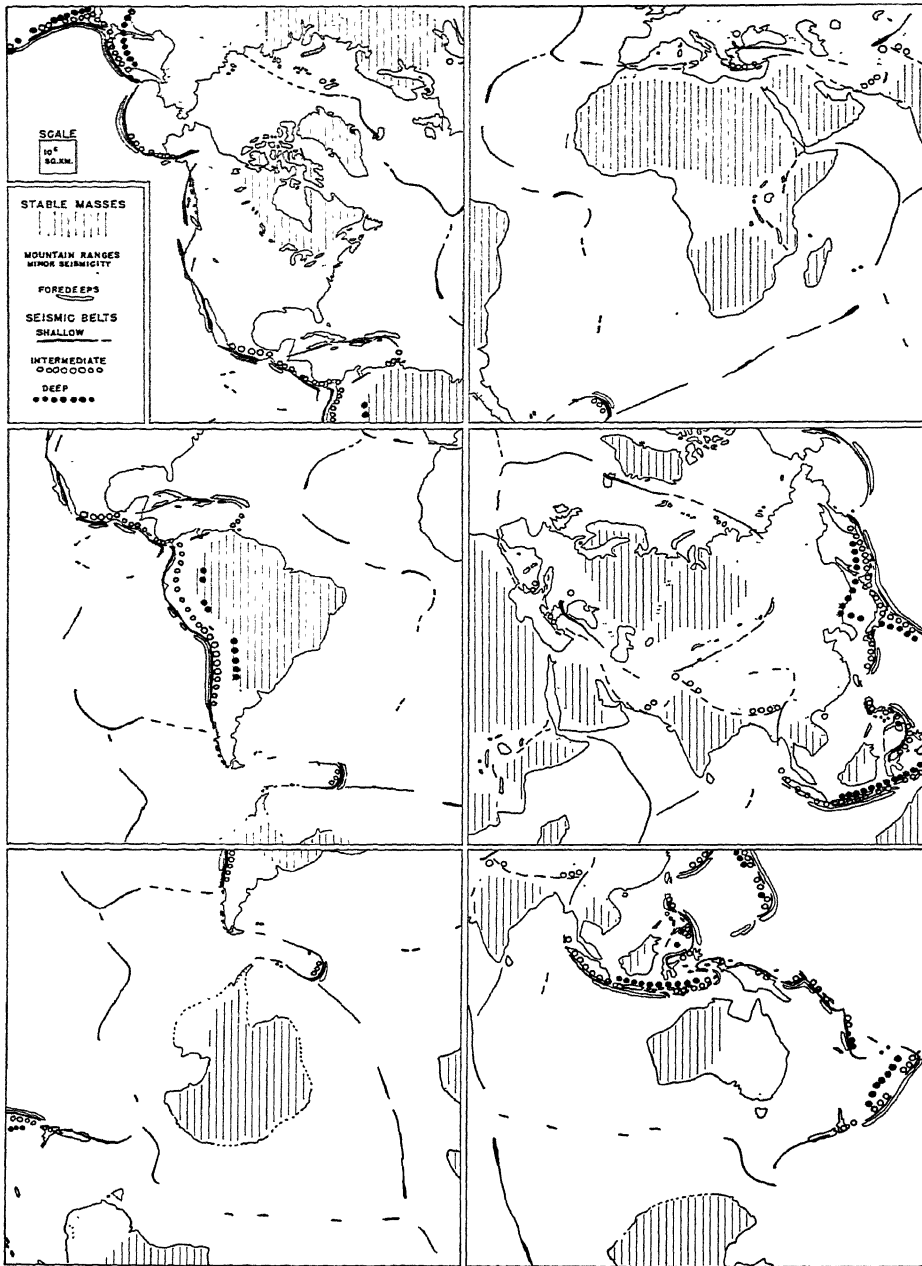 SCALE
10⁶
SQ.KM.
STABLE MASSES
MOUNTAIN RANGES
MINOR SEISMICITY
FOREDEEPS
SEISMIC BELTS
SHALLOW
INTERMEDIATE
DEEP